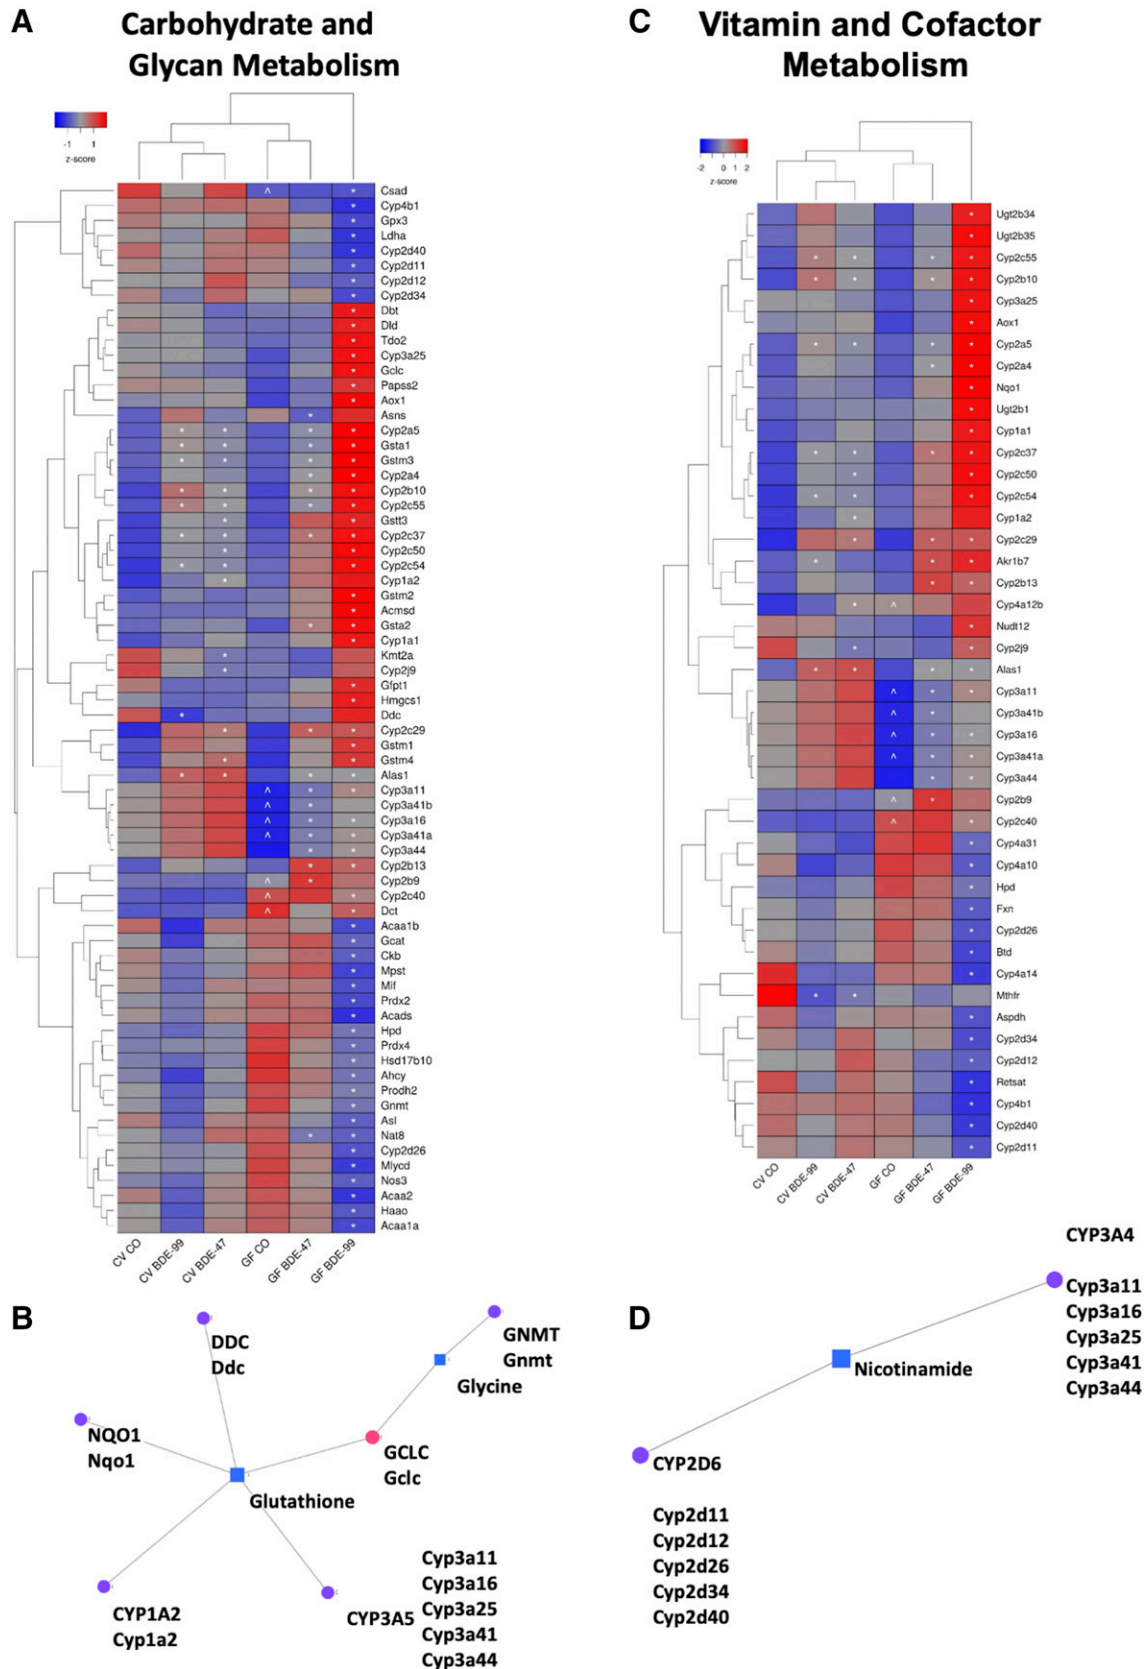 A
Carbohydrate and
Glycan Metabolism
-1 1
z-score
Csad
Cyp4b1
Gpx3
Ldha
Cyp2d40
Cyp2d11
Cyp2d12
Cyp2d34
Dbt
Dld
Tdo2
Cyp3a25
Gclc
Papss2
Aox1
Asns
Cyp2a5
Gsta1
Gstm3
Cyp2a4
Cyp2b10
Cyp2c55
Gstt3
Cyp2c37
Cyp2c50
Cyp2c54
Cyp1a2
Gstm2
Acmsd
Gsta2
Cyp1a1
Kmt2a
Cyp2j9
Gfpt1
Hmgcs1
Ddc
Cyp2c29
Gstm1
Gstm4
Alas1
Cyp3a11
Cyp3a41b
Cyp3a16
Cyp3a41a
Cyp3a44
Cyp2b13
Cyp2b9
Cyp2c40
Dct
Acaa1b
Gcat
Ckb
Mpst
Mif
Prdx2
Acads
Hpd
Prdx4
Hsd17b10
Ahcy
Prodh2
Gnmt
Asl
Nat8
Cyp2d26
Mlycd
Nos3
Acaa2
Haao
Acaa1a
CV CO
CV BDE-99
CV BDE-47
GF CO
GF BDE-47
GF BDE-99
B
DDC
Ddc
GNMT
Gnmt
Glycine
NQO1
Nqo1
GCLC
Gclc
Glutathione
CYP1A2
Cyp1a2
CYP3A5
Cyp3a11
Cyp3a16
Cyp3a25
Cyp3a41
Cyp3a44
C
Vitamin and Cofactor
Metabolism
-2 0 2
z-score
Ugt2b34
Ugt2b35
Cyp2c55
Cyp2b10
Cyp3a25
Aox1
Cyp2a5
Cyp2a4
Nqo1
Ugt2b1
Cyp1a1
Cyp2c37
Cyp2c50
Cyp2c54
Cyp1a2
Cyp2c29
Akr1b7
Cyp2b13
Cyp4a12b
Nudt12
Cyp2j9
Alas1
Cyp3a11
Cyp3a41b
Cyp3a16
Cyp3a41a
Cyp3a44
Cyp2b9
Cyp2c40
Cyp4a31
Cyp4a10
Hpd
Fxn
Cyp2d26
Btd
Cyp4a14
Mthfr
Aspdh
Cyp2d34
Cyp2d12
Retsat
Cyp4b1
Cyp2d40
Cyp2d11
CV CO
CV BDE-99
CV BDE-47
GF CO
GF BDE-47
GF BDE-99
D
CYP3A4
Cyp3a11
Cyp3a16
Cyp3a25
Cyp3a41
Cyp3a44
Nicotinamide
CYP2D6
Cyp2d11
Cyp2d12
Cyp2d26
Cyp2d34
Cyp2d40